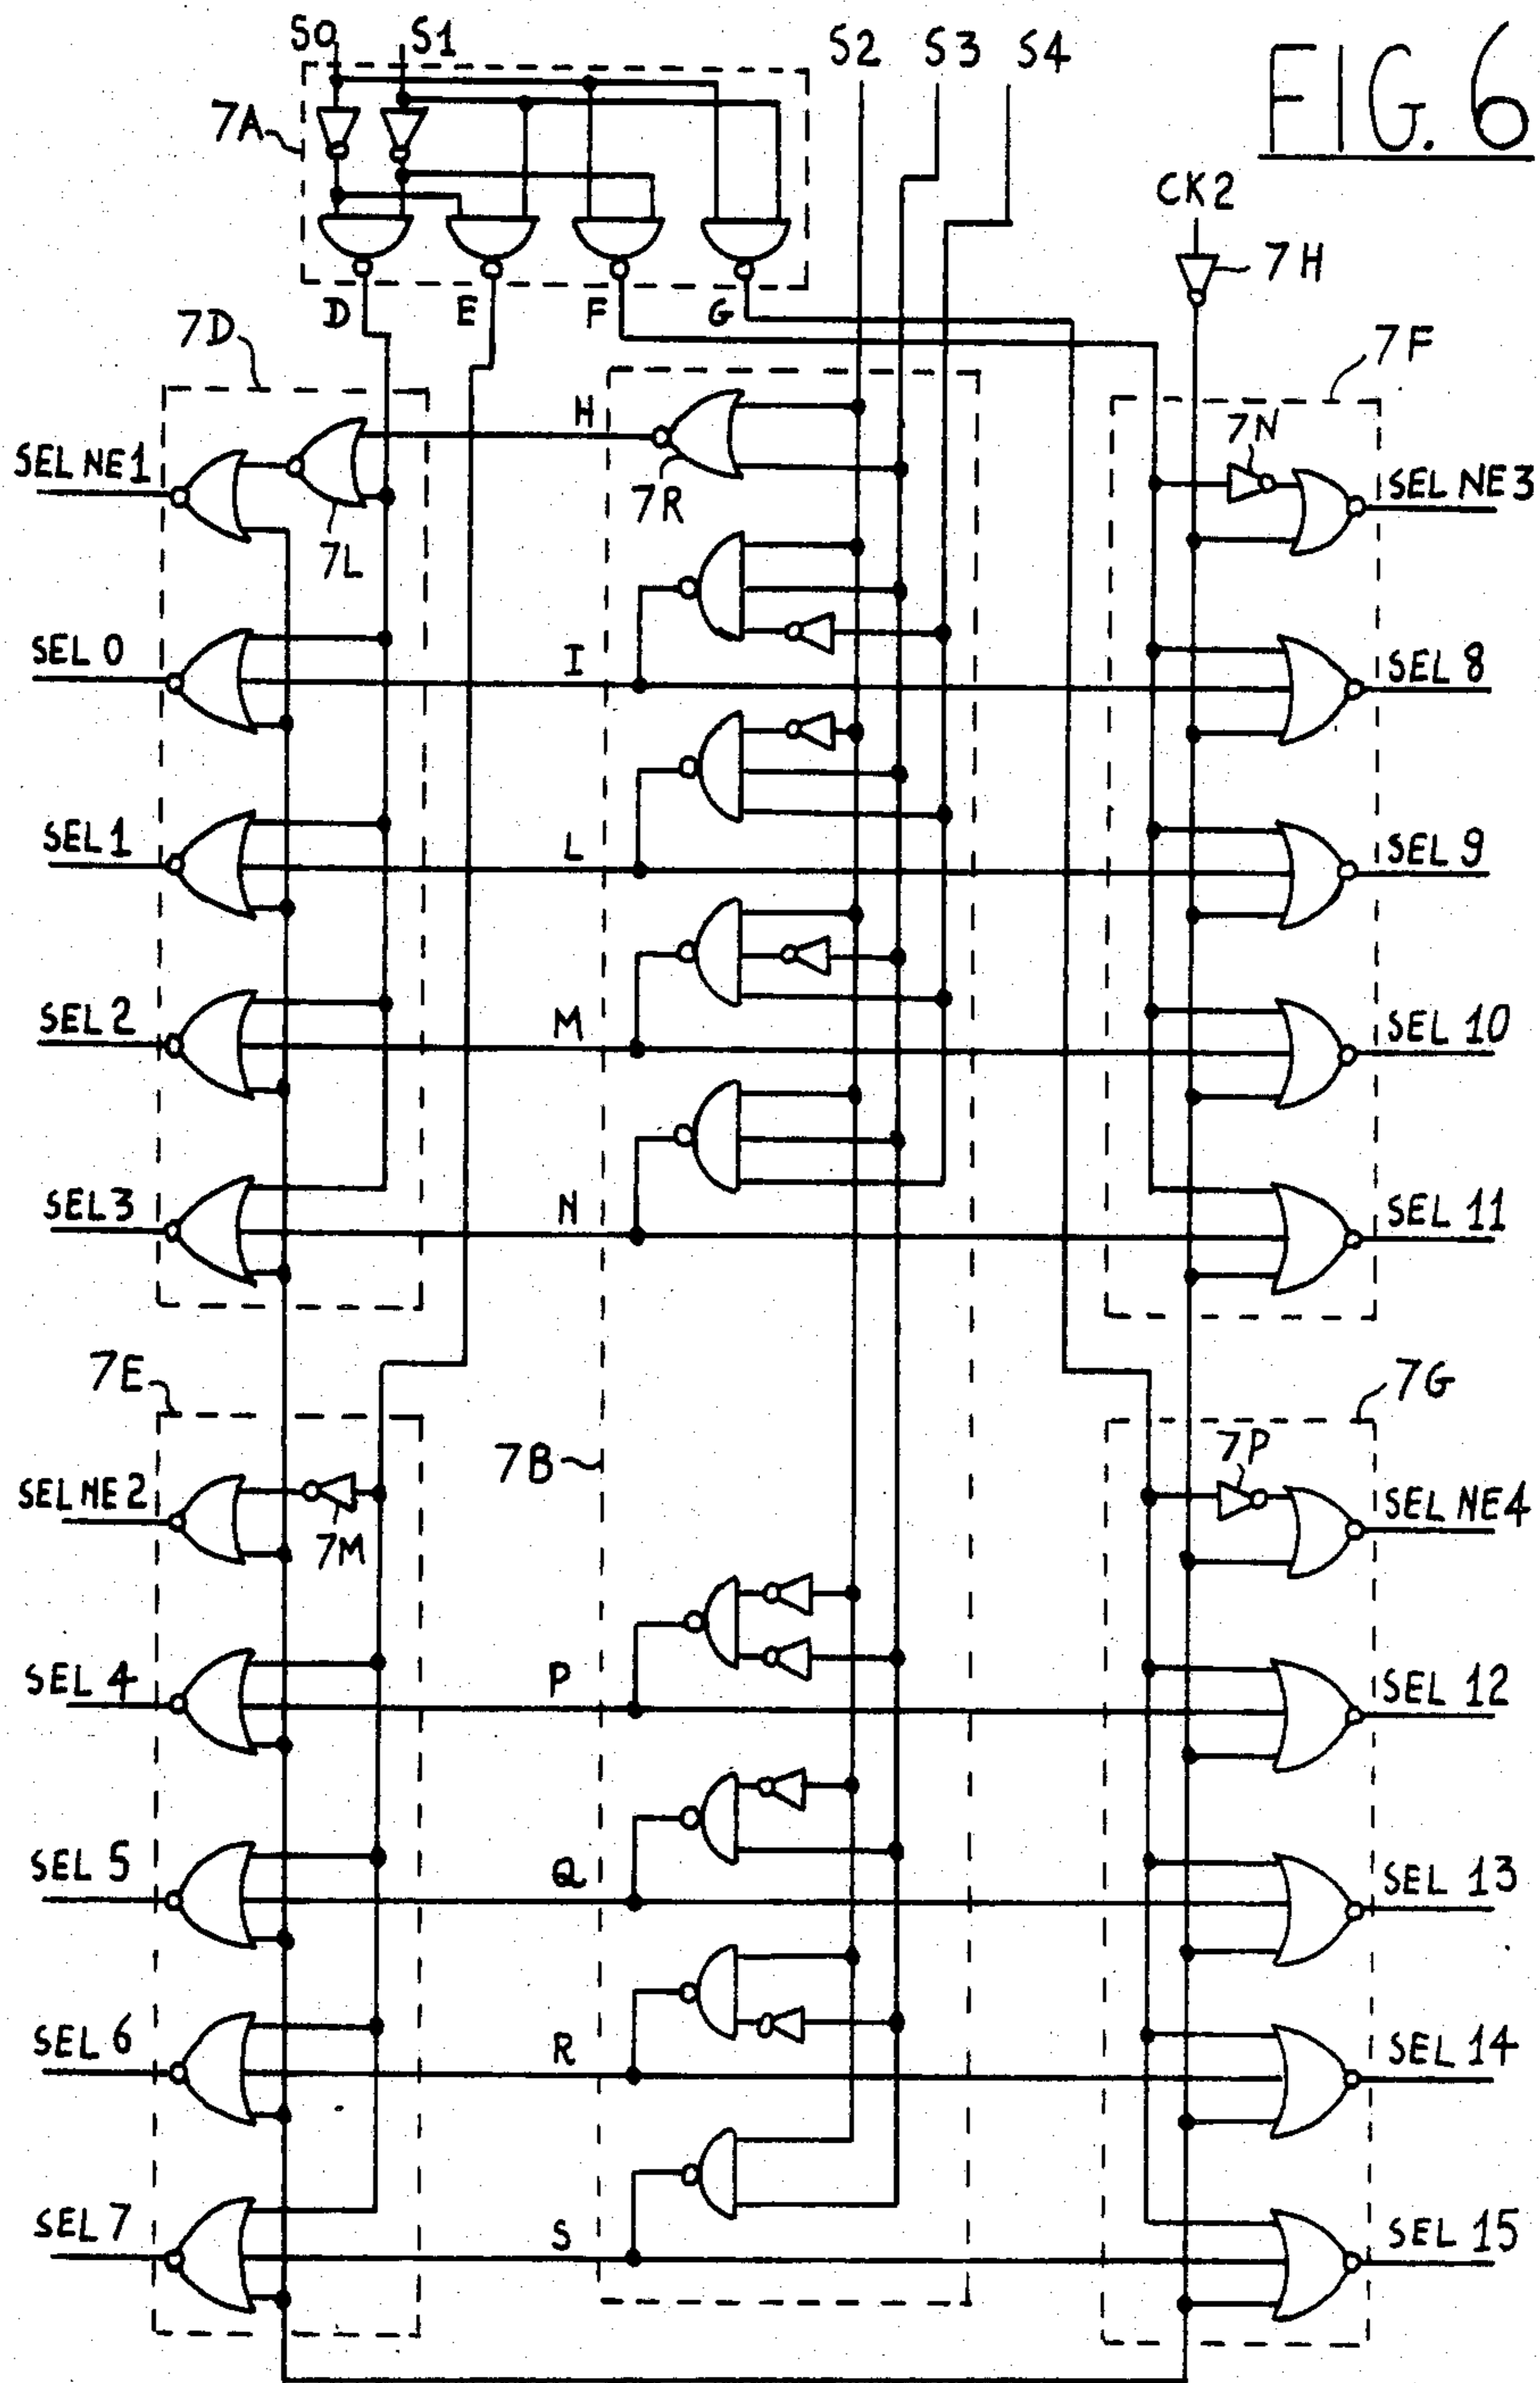 FIG. 6
S0 S1 S2 S3 S4
7A
CK2
7H
D E F G
7D
7F
H
7N
SEL NE1
SEL NE3
7R
7L
SEL 0
I
SEL 8
SEL 1
L
SEL 9
SEL 2
M
SEL 10
SEL 3
N
SEL 11
7E
7G
7B
7P
SEL NE2
SEL NE4
7M
SEL 4
P
SEL 12
SEL 5
Q
SEL 13
SEL 6
R
SEL 14
SEL 7
S
SEL 15